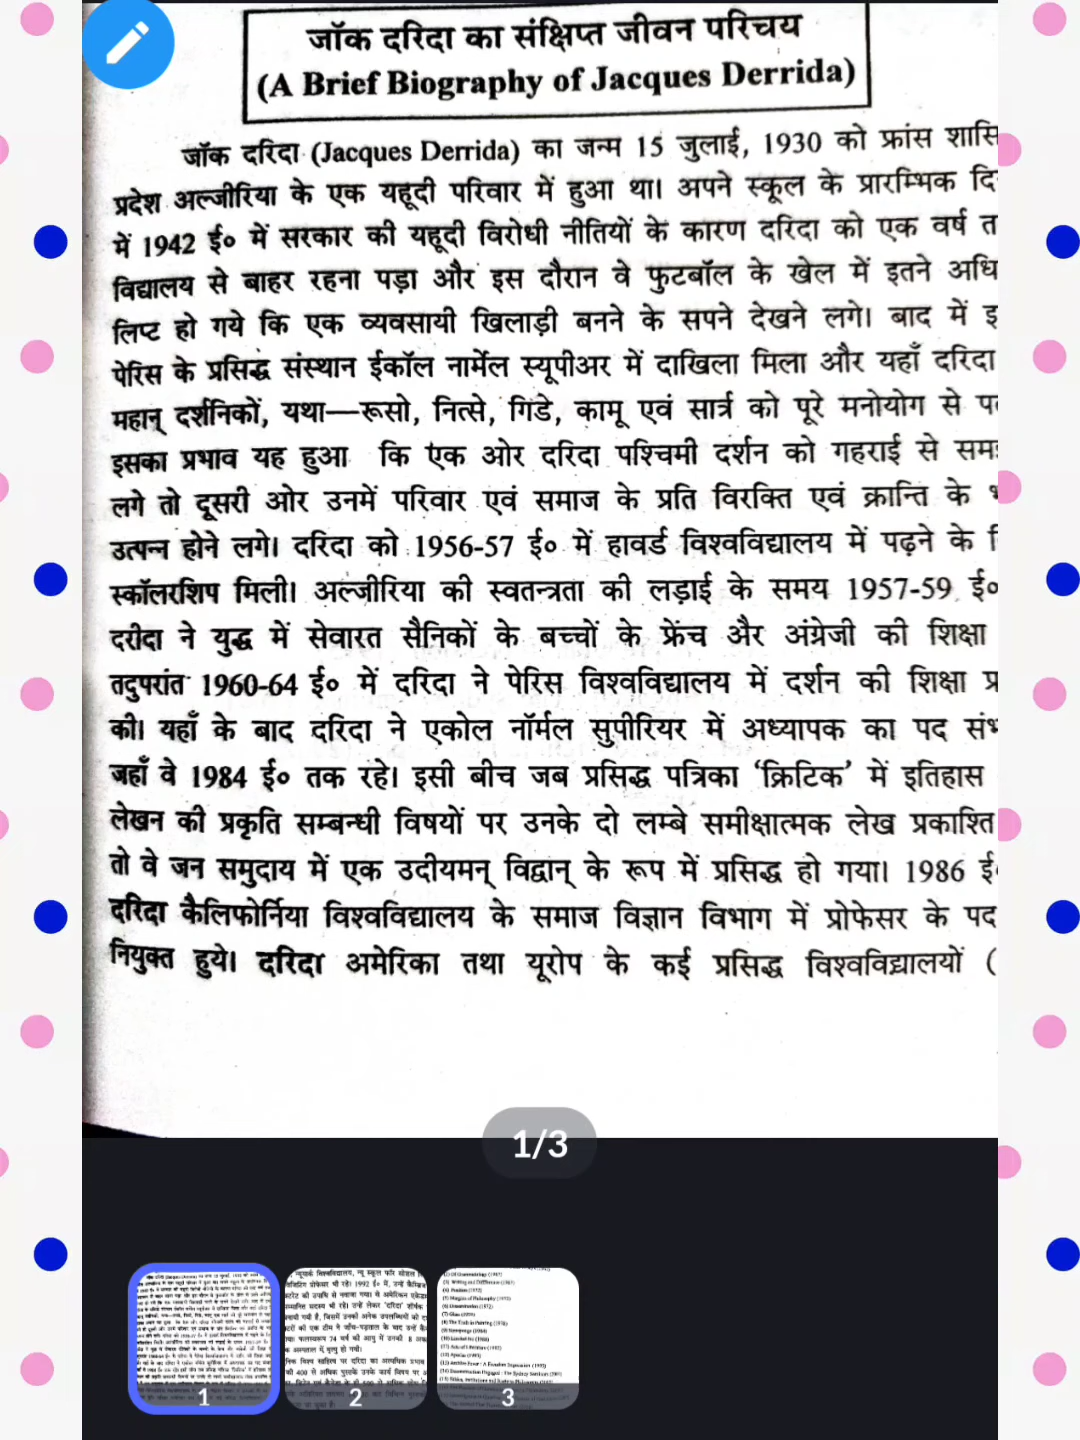 जॉक दरिदा का संक्षिप्त जीवन परिचय
(A Brief Biography of Jacques Derrida)
जॉक दरिदा (Jacques Derrida) का जन्म 15 जुलाई, 1930 को फ्रांस शासि
प्रदेश अल्जीरिया के एक यहूदी परिवार में हुआ था। अपने स्कूल के प्रारम्भिक दि
में 1942 ई० में सरकार की यहूदी विरोधी नीतियों के कारण दरिदा को एक वर्ष त
विद्यालय से बाहर रहना पड़ा और इस दौरान वे फुटबॉल के खेल में इतने अधि
लिप्ट हो गये कि एक व्यवसायी खिलाड़ी बनने के सपने देखने लगे। बाद में इ
पेरिस के प्रसिद्ध संस्थान ईकॉल नार्मेल स्यूपीअर में दाखिला मिला और यहाँ दरिदा
महान् दर्शनिकों, यथा—रूसो, नित्से, गिडे, कामू एवं सार्त्र को पूरे मनोयोग से प
इसका प्रभाव यह हुआ कि एक ओर दरिदा पश्चिमी दर्शन को गहराई से सम
लगे तो दूसरी ओर उनमें परिवार एवं समाज के प्रति विरक्ति एवं क्रान्ति के
उत्पन्न होने लगे। दरिदा को 1956-57 ई० में हावर्ड विश्वविद्यालय में पढ़ने के
स्कॉलरशिप मिली। अल्जीरिया की स्वतन्त्रता की लड़ाई के समय 1957-59 ई०
दरीदा ने युद्ध में सेवारत सैनिकों के बच्चों के फ्रेंच और अंग्रेजी की शिक्षा
तदुपरांत 1960-64 ई० में दरिदा ने पेरिस विश्वविद्यालय में दर्शन की शिक्षा प्र
की। यहाँ के बाद दरिदा ने एकोल नॉर्मल सुपीरियर में अध्यापक का पद सं
जहाँ वे 1984 ई० तक रहे। इसी बीच जब प्रसिद्ध पत्रिका ‘क्रिटिक’ में इतिहास
लेखन की प्रकृति सम्बन्धी विषयों पर उनके दो लम्बे समीक्षात्मक लेख प्रकाश्ति
तो वे जन समुदाय में एक उदीयमन् विद्वान् के रूप में प्रसिद्ध हो गया। 1986 ई
दरिदा कैलिफोर्निया विश्वविद्यालय के समाज विज्ञान विभाग में प्रोफेसर के पद
नियुक्त हुये। दरिदा अमेरिका तथा यूरोप के कई प्रसिद्ध विश्वविद्यालयों (
1/3
1
2
3